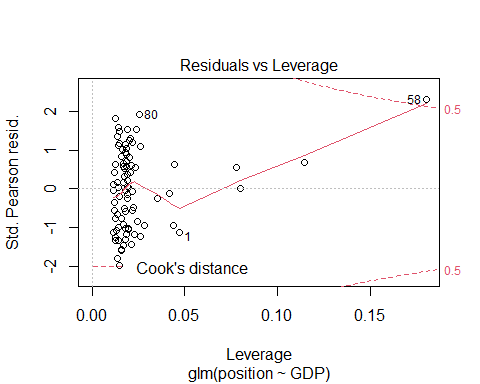 Residuals vs Leverage
Std. Pearson resid.
2
1
0
-1
-2
80
58
1
0.5
0.5
Cook's distance
0.00
0.05
0.10
0.15
Leverage
glm(position ~ GDP)